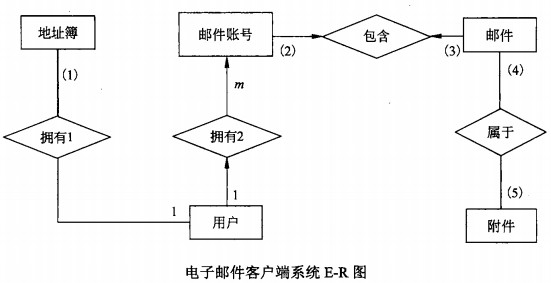 地址簿
邮件账号
(2)
包含
(3)
邮件
(1)
m
(4)
拥有1
拥有2
属于
1
1
用户
(5)
附件
电子邮件客户端系统 E-R 图